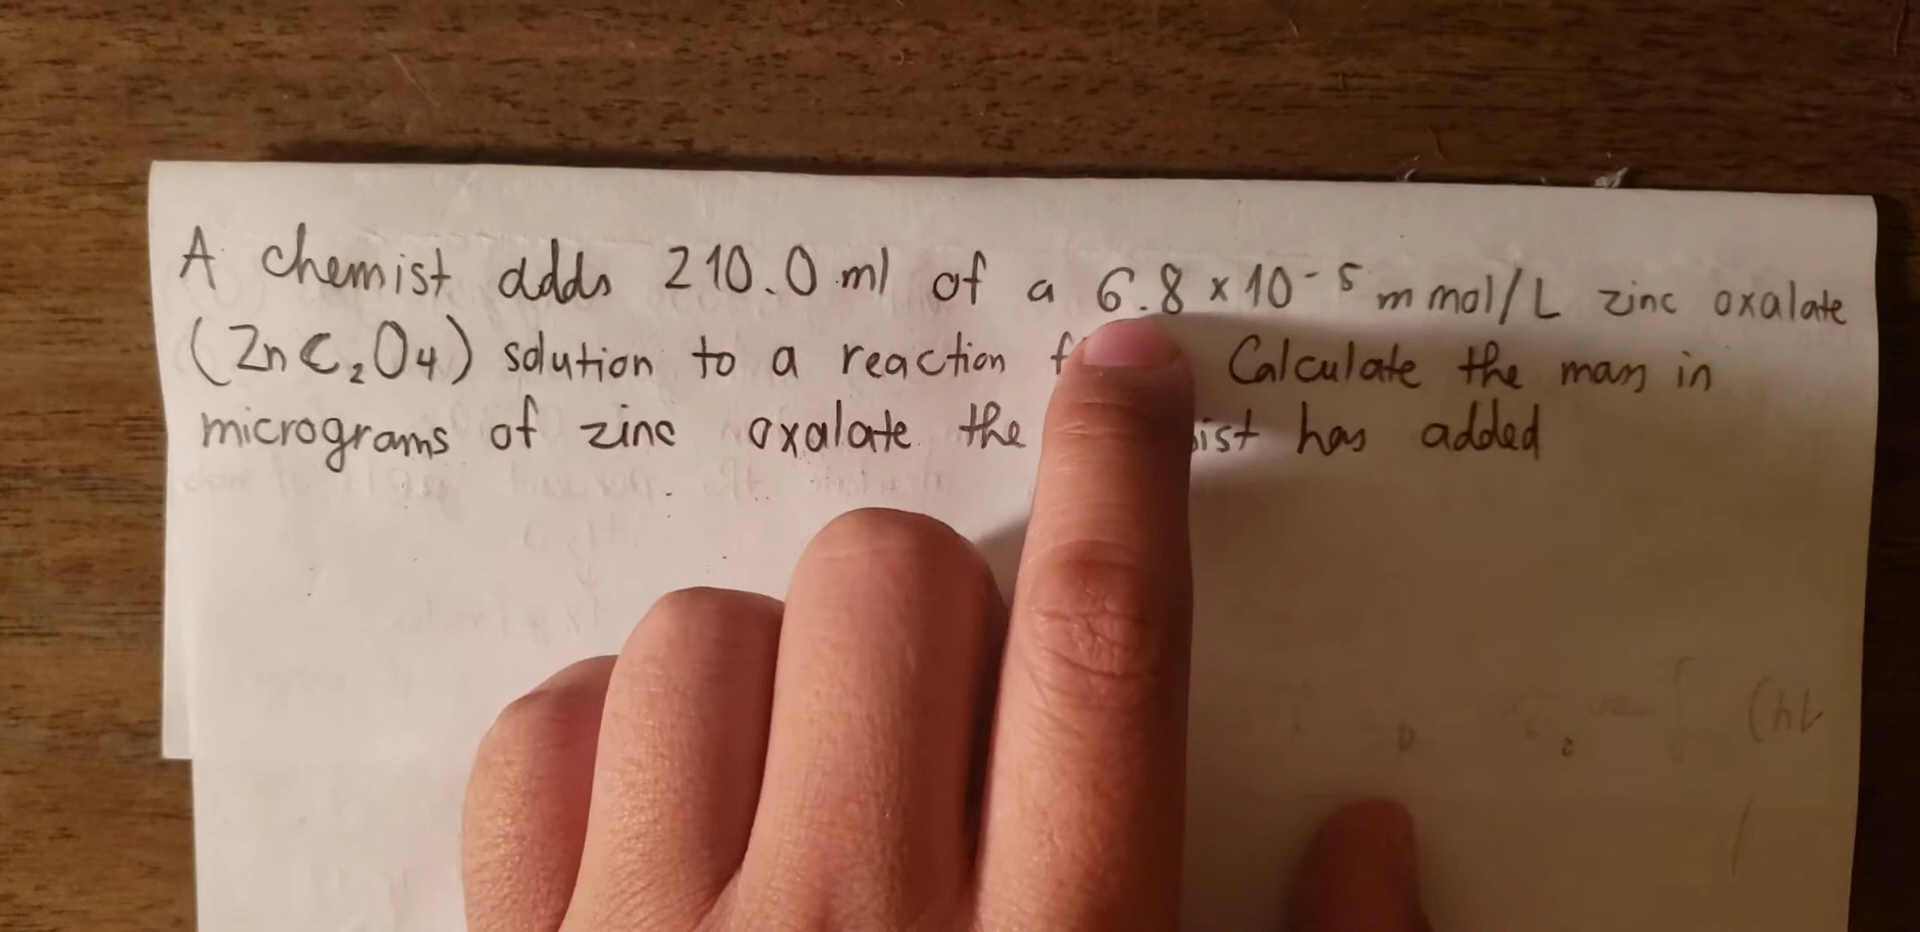 A chemist adds 210.0 ml of a 6.8 x 10⁻⁵ m mol/L zinc oxalate
(ZnC₂O4) solution to a reaction Calculate the mass in
micrograms of zinc oxalate the has added